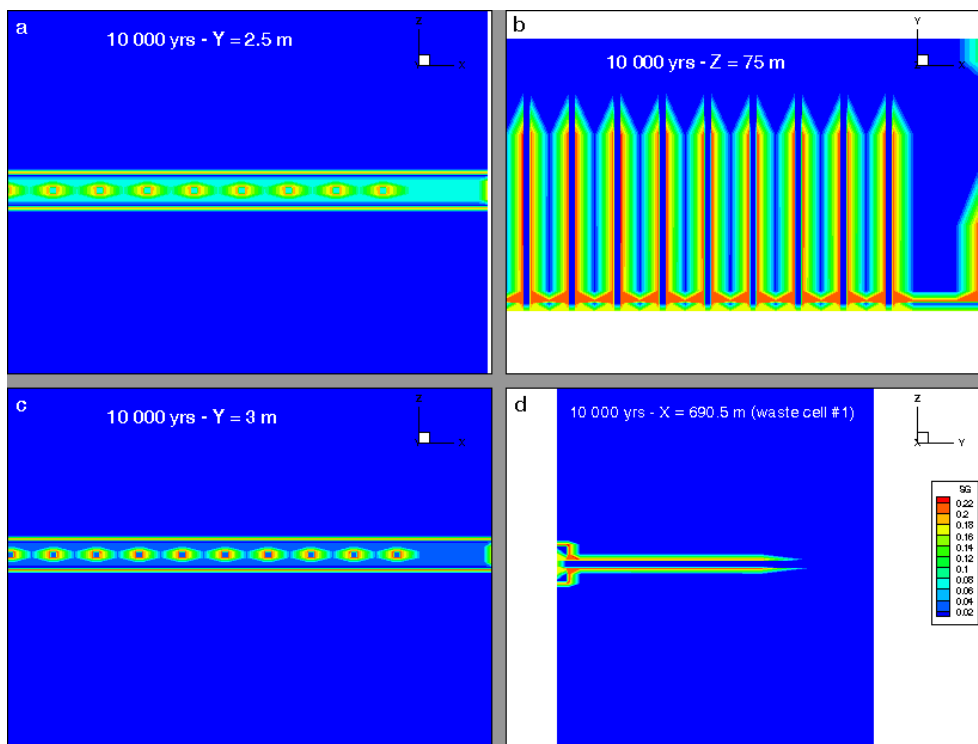 a
10 000 yrs - Y = 2.5 m
Z
X
b
10 000 yrs - Z = 75 m
Y
X
c
10 000 yrs - Y = 3 m
Z
X
d
10 000 yrs - X = 690.5 m (waste cell #1)
Z
X
Y
SG
0.22
0.2
0.18
0.16
0.14
0.12
0.1
0.08
0.06
0.04
0.02